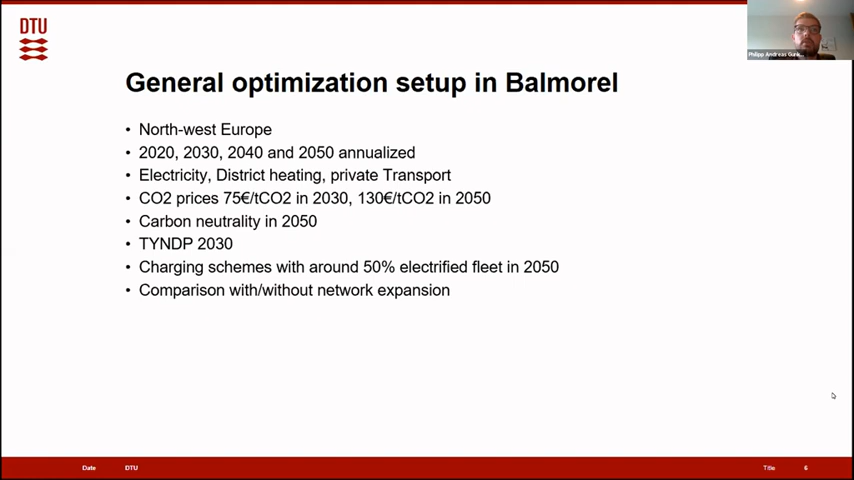 DTU
Philipp Andreas
General optimization setup in Balmorel
• North-west Europe
• 2020, 2030, 2040 and 2050 annualized
• Electricity, District heating, private Transport
• CO2 prices 75€/tCO2 in 2030, 130€/tCO2 in 2050
• Carbon neutrality in 2050
• TYNDP 2030
• Charging schemes with around 50% electrified fleet in 2050
• Comparison with/without network expansion
Date DTU Title 6